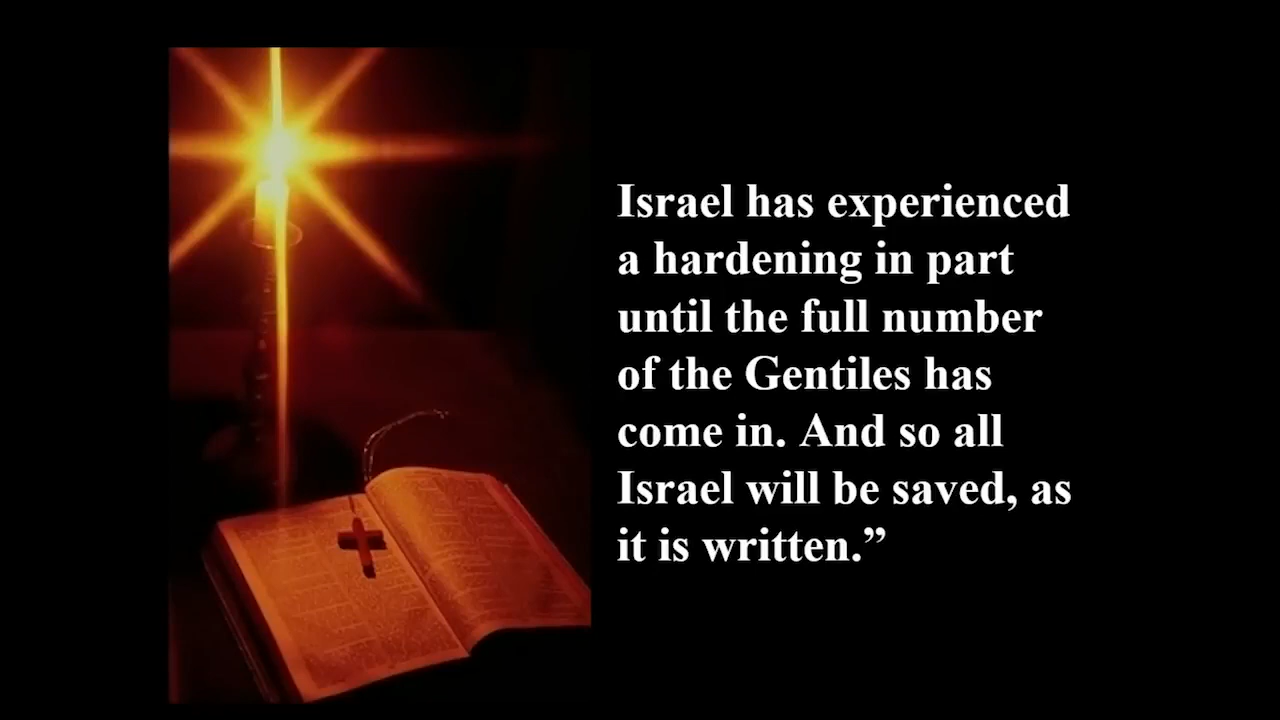 Israel has experienced
a hardening in part
until the full number
of the Gentiles has
come in. And so all
Israel will be saved, as
it is written.”